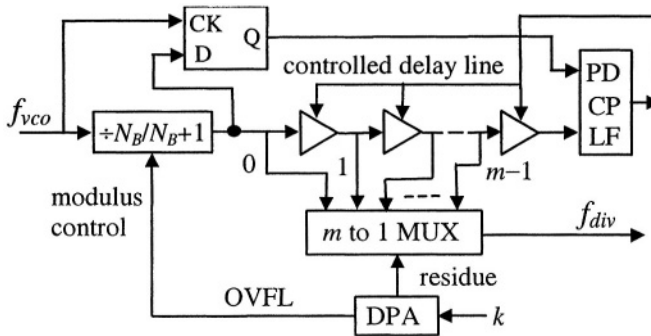 CK
Q
D
controlled delay line
PD
CP
LF
f_vco
÷N_B/N_B+1
0
1
m−1
modulus
control
m to 1 MUX
f_div
residue
OVFL
DPA
k